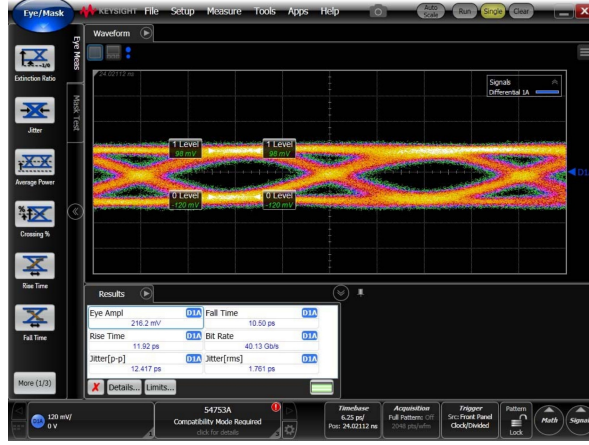 Eye/Mask
KEYSIGHT File Setup Measure Tools Apps Help
Auto Scale
Run
Single
Clear
Eye Meas
Mask Test
Extinction Ratio
Jitter
Average Power
Crossing %
Rise Time
Fall Time
More (1/3)
Waveform
24.02112 ns
Signals
Differential 1A
1 Level
98 mV
1 Level
98 mV
0 Level
-120 mV
0 Level
-120 mV
D1A
Results
Eye Ampl D1A Fall Time D1A
216.2 mV 10.50 ps
Rise Time D1A Bit Rate D1A
11.92 ps 40.13 Gb/s
Jitter[p-p] D1A Jitter[rms] D1A
12.417 ps 1.761 ps
Details... Limits...
D1A
120 mV/
0 V
54753A
Compatibility Mode Required
click for details
Timebase
6.25 ps/
Pos: 24.02112 ns
Acquisition
Full Pattern: Off
2048 pts/wfm
Trigger
Src: Front Panel
Clock/Divided
Pattern
Lock
Math
Signals